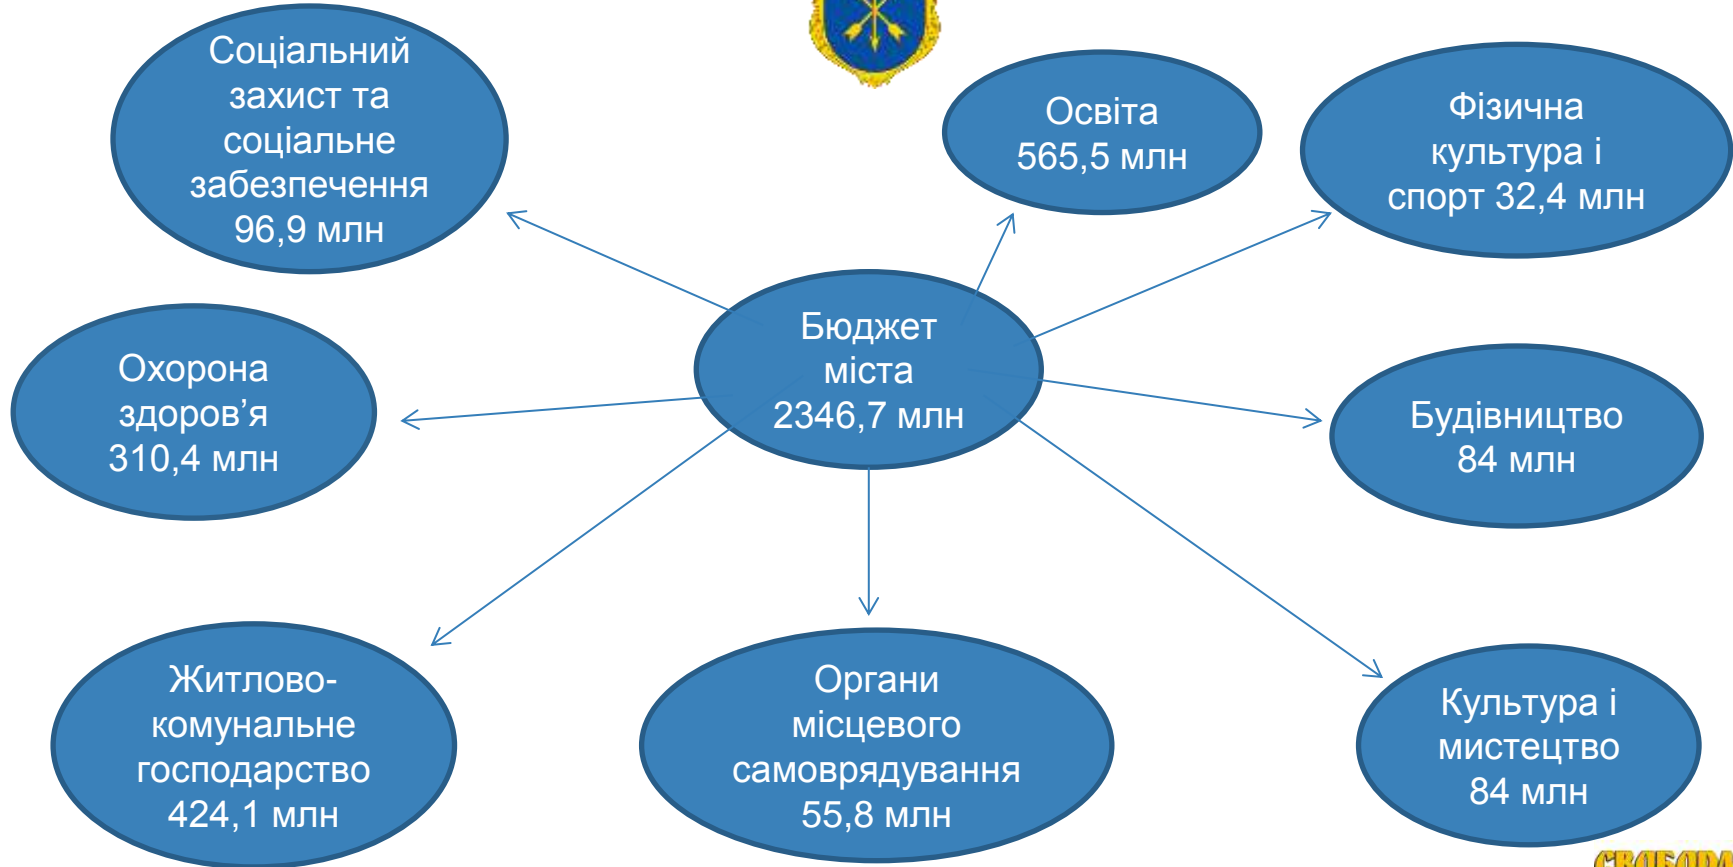 Соціальний
захист та
соціальне
забезпечення
96,9 млн
Освіта
565,5 млн
Фізична
культура і
спорт 32,4 млн
Бюджет
міста
2346,7 млн
Охорона
здоров’я
310,4 млн
Будівництво
84 млн
Житлово-
комунальне
господарство
424,1 млн
Органи
місцевого
самоврядування
55,8 млн
Культура і
мистецтво
84 млн